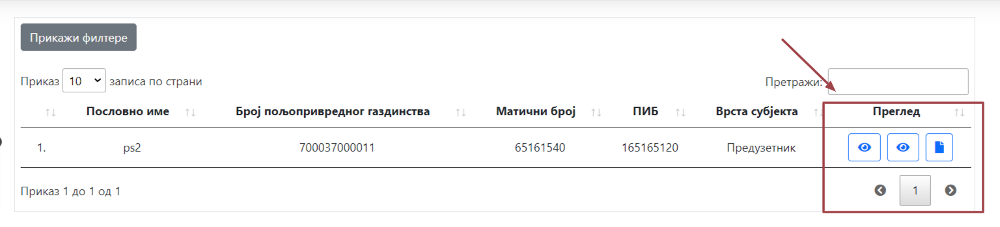 Прикажи филтере
Приказ 10 записа по страни
Претражи:
Пословно име Број пољопривредног газдинства Матични број ПИБ Врста субјекта Преглед
1. ps2 700037000011 65161540 165165120 Предузетник
Приказ 1 до 1 од 1
1